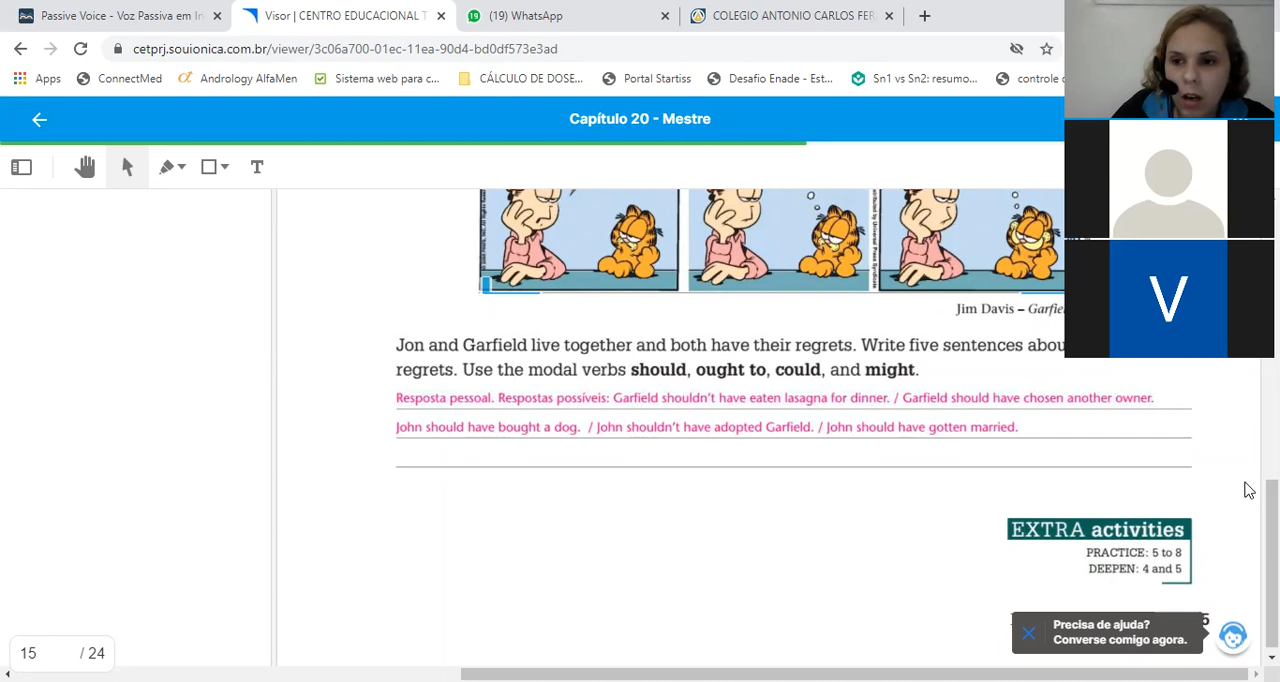 Passive Voice - Voz Passiva em In
Visor | CENTRO EDUCACIONAL T
(19) WhatsApp
COLEGIO ANTONIO CARLOS FER
cetprj.souionica.com.br/viewer/3c06a700-01ec-11ea-90d4-bd0df573e3ad
Apps
ConnectMed
Andrology AlfaMen
Sistema web para c...
CÁLCULO DE DOSE...
Portal Startiss
Desafio Enade - Est...
Sn1 vs Sn2: resumo...
controle c
Capítulo 20 - Mestre
T
Jim Davis – Garfie
Jon and Garfield live together and both have their regrets. Write five sentences abou
regrets. Use the modal verbs should, ought to, could, and might.
Resposta pessoal. Respostas possíveis: Garfield shouldn't have eaten lasagna for dinner. / Garfield should have chosen another owner.
John should have bought a dog. / John shouldn't have adopted Garfield. / John should have gotten married.
EXTRA activities
PRACTICE: 5 to 8
DEEPEN: 4 and 5
Precisa de ajuda?
Converse comigo agora.
15 / 24
V